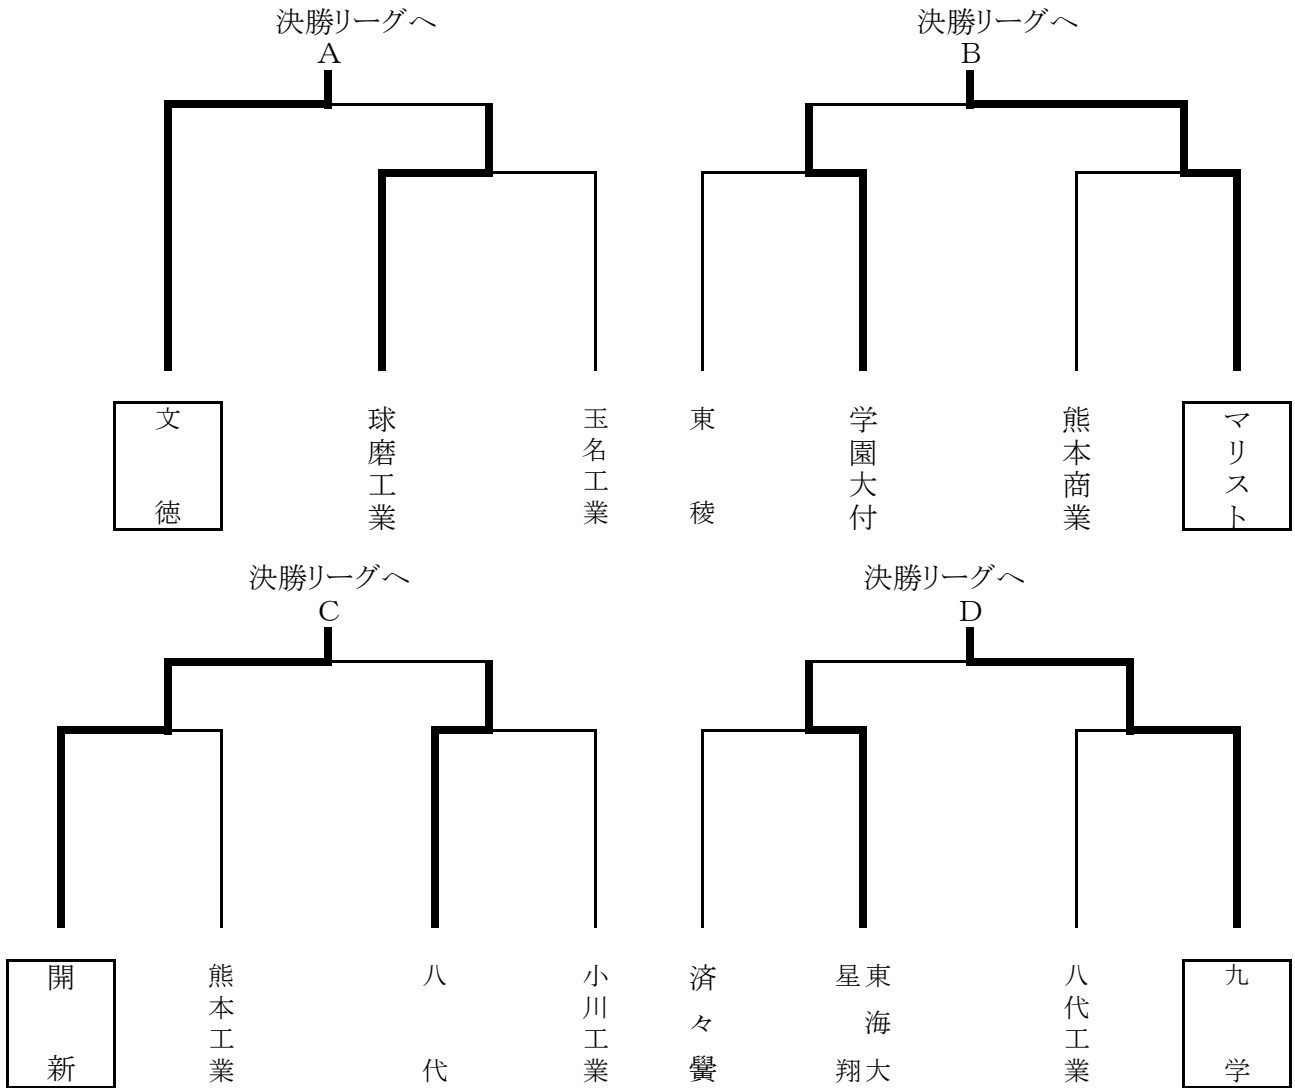 決勝リーグへ
A
決勝リーグへ
B
文徳
球磨工業
玉名工業
東稜
学園大付
熊本商業
マリスト
決勝リーグへ
C
決勝リーグへ
D
開新
熊本工業
八代
小川工業
済々黌
東海大
星翔
八代工業
九学